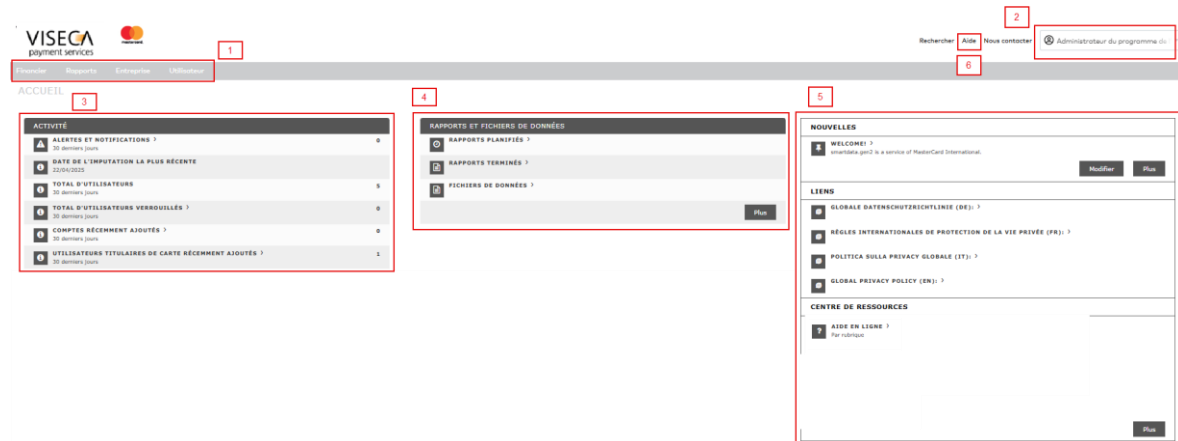 2
VISECA
payment services
mastercard
1
Rechercher Aide Nous contacter
Administrateur du programme de
6
Financier Rapports Entreprise Utilisateur
ACCUEIL
3
ACTIVITÉ
ALERTES ET NOTIFICATIONS > 0
30 derniers jours
DATE DE L'IMPUTATION LA PLUS RÉCENTE
22/04/2025
TOTAL D'UTILISATEURS 5
30 derniers jours
TOTAL D'UTILISATEURS VERROUILLÉS > 0
30 derniers jours
COMPTES RÉCEMMENT AJOUTÉS > 0
30 derniers jours
UTILISATEURS TITULAIRES DE CARTE RÉCEMMENT AJOUTÉS > 1
30 derniers jours
4
RAPPORTS ET FICHIERS DE DONNÉES
RAPPORTS PLANIFIÉS >
RAPPORTS TERMINÉS >
FICHIERS DE DONNÉES >
Plus
5
NOUVELLES
WELCOME! >
smartdata.gen2 is a service of MasterCard International.
Modifier Plus
LIENS
GLOBALE DATENSCHUTZRICHTLINIE (DE): >
RÈGLES INTERNATIONALES DE PROTECTION DE LA VIE PRIVÉE (FR): >
POLITICA SULLA PRIVACY GLOBALE (IT): >
GLOBAL PRIVACY POLICY (EN): >
CENTRE DE RESSOURCES
AIDE EN LIGNE >
Par rubrique
Plus